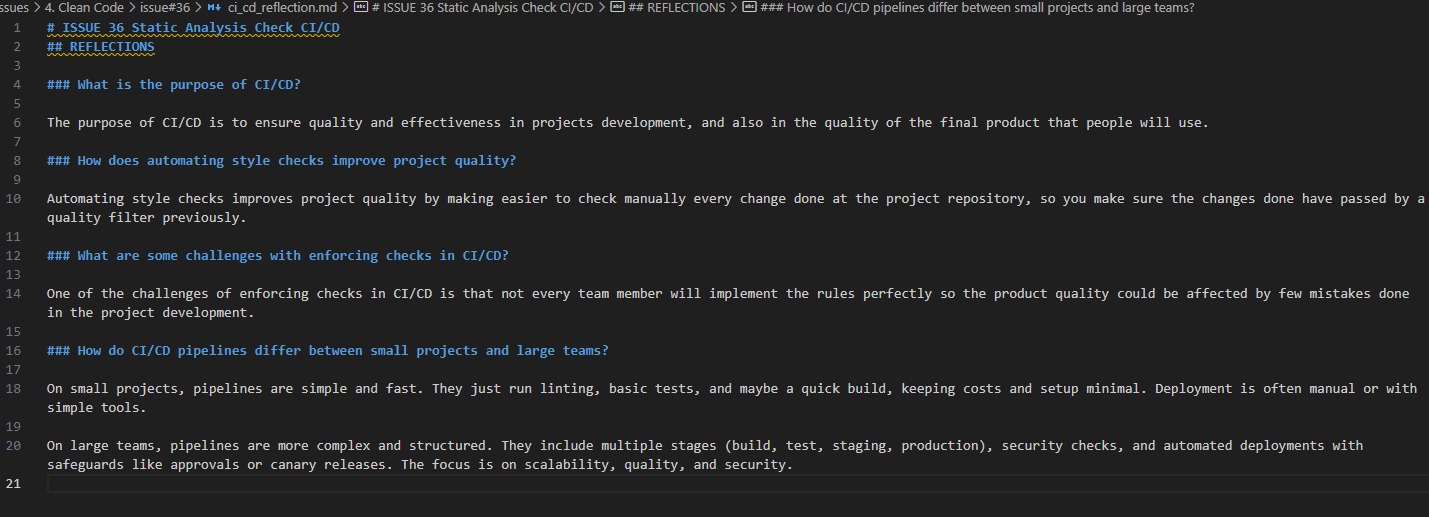 ssues > 4. Clean Code > issue#36 > ci_cd_reflection.md > # ISSUE 36 Static Analysis Check CI/CD > ## REFLECTIONS > ### How do CI/CD pipelines differ between small projects and large teams?
1 # ISSUE 36 Static Analysis Check CI/CD
2 ## REFLECTIONS
3
4 ### What is the purpose of CI/CD?
5
6 The purpose of CI/CD is to ensure quality and effectiveness in projects development, and also in the quality of the final product that people will use.
7
8 ### How does automating style checks improve project quality?
9
10 Automating style checks improves project quality by making easier to check manually every change done at the project repository, so you make sure the changes done have passed by a
quality filter previously.
11
12 ### What are some challenges with enforcing checks in CI/CD?
13
14 One of the challenges of enforcing checks in CI/CD is that not every team member will implement the rules perfectly so the product quality could be affected by few mistakes done
in the project development.
15
16 ### How do CI/CD pipelines differ between small projects and large teams?
17
18 On small projects, pipelines are simple and fast. They just run linting, basic tests, and maybe a quick build, keeping costs and setup minimal. Deployment is often manual or with
simple tools.
19
20 On large teams, pipelines are more complex and structured. They include multiple stages (build, test, staging, production), security checks, and automated deployments with
safeguards like approvals or canary releases. The focus is on scalability, quality, and security.
21